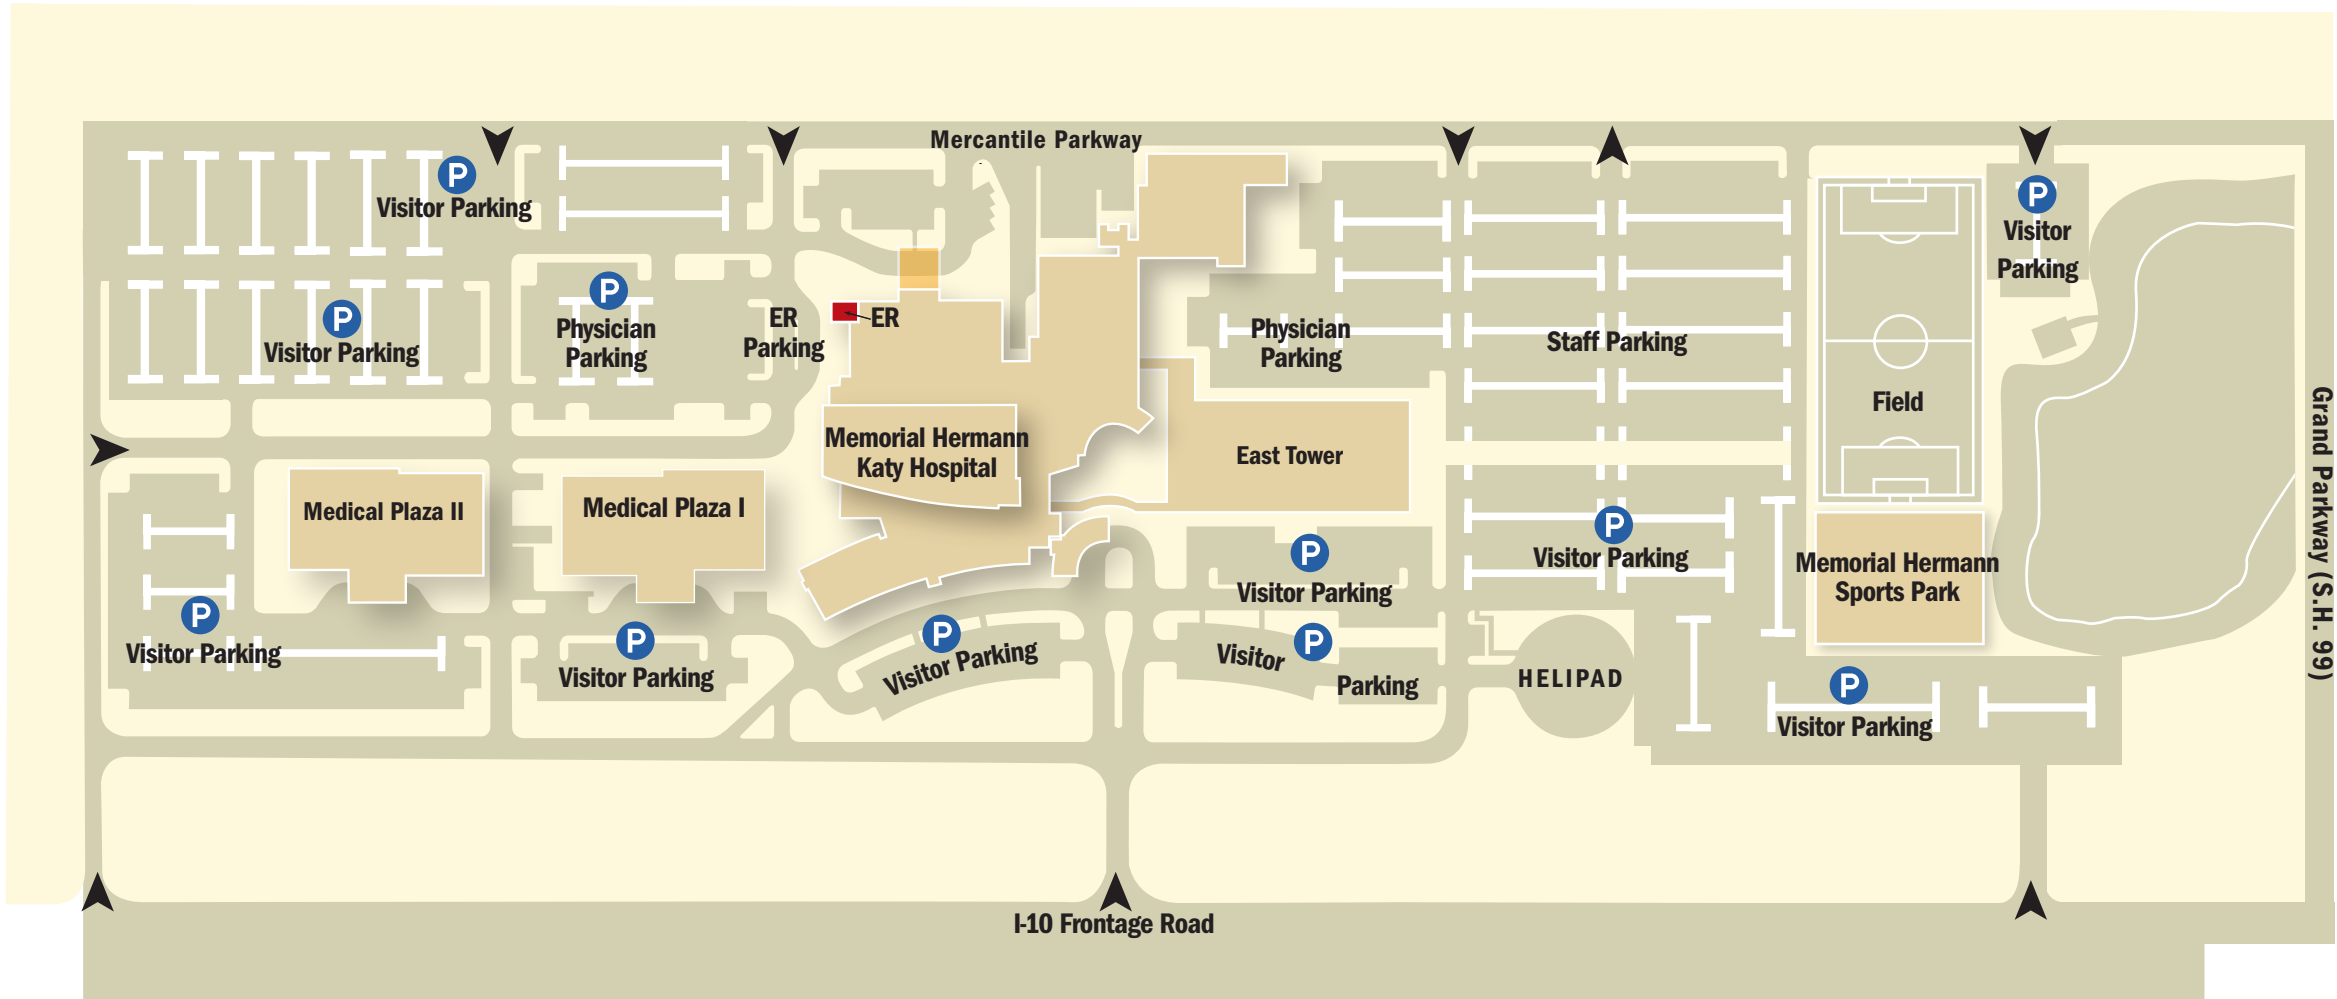 Mercantile Parkway
P
Visitor Parking
P
Visitor Parking
P
Physician
Parking
ER
Parking
ER
Physician
Parking
Staff Parking
P
Visitor
Parking
Field
Memorial Hermann
Katy Hospital
East Tower
Medical Plaza II
Medical Plaza I
P
Visitor Parking
P
Visitor Parking
P
Visitor Parking
P
Visitor Parking
P
Visitor Parking
P
Visitor
Parking
HELIPAD
Memorial Hermann
Sports Park
P
Visitor Parking
Grand Parkway (S.H. 99)
I-10 Frontage Road